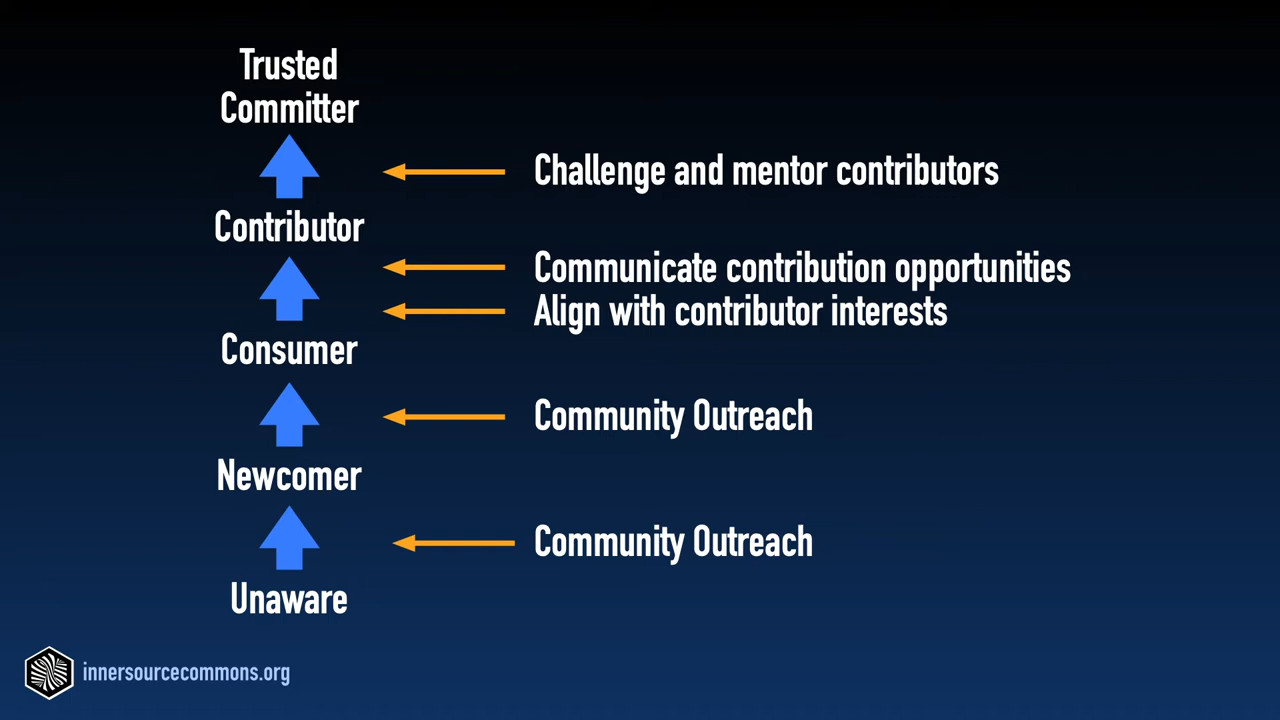 Trusted
Committer
Challenge and mentor contributors
Contributor
Communicate contribution opportunities
Align with contributor interests
Consumer
Community Outreach
Newcomer
Community Outreach
Unaware
innersourcecommons.org